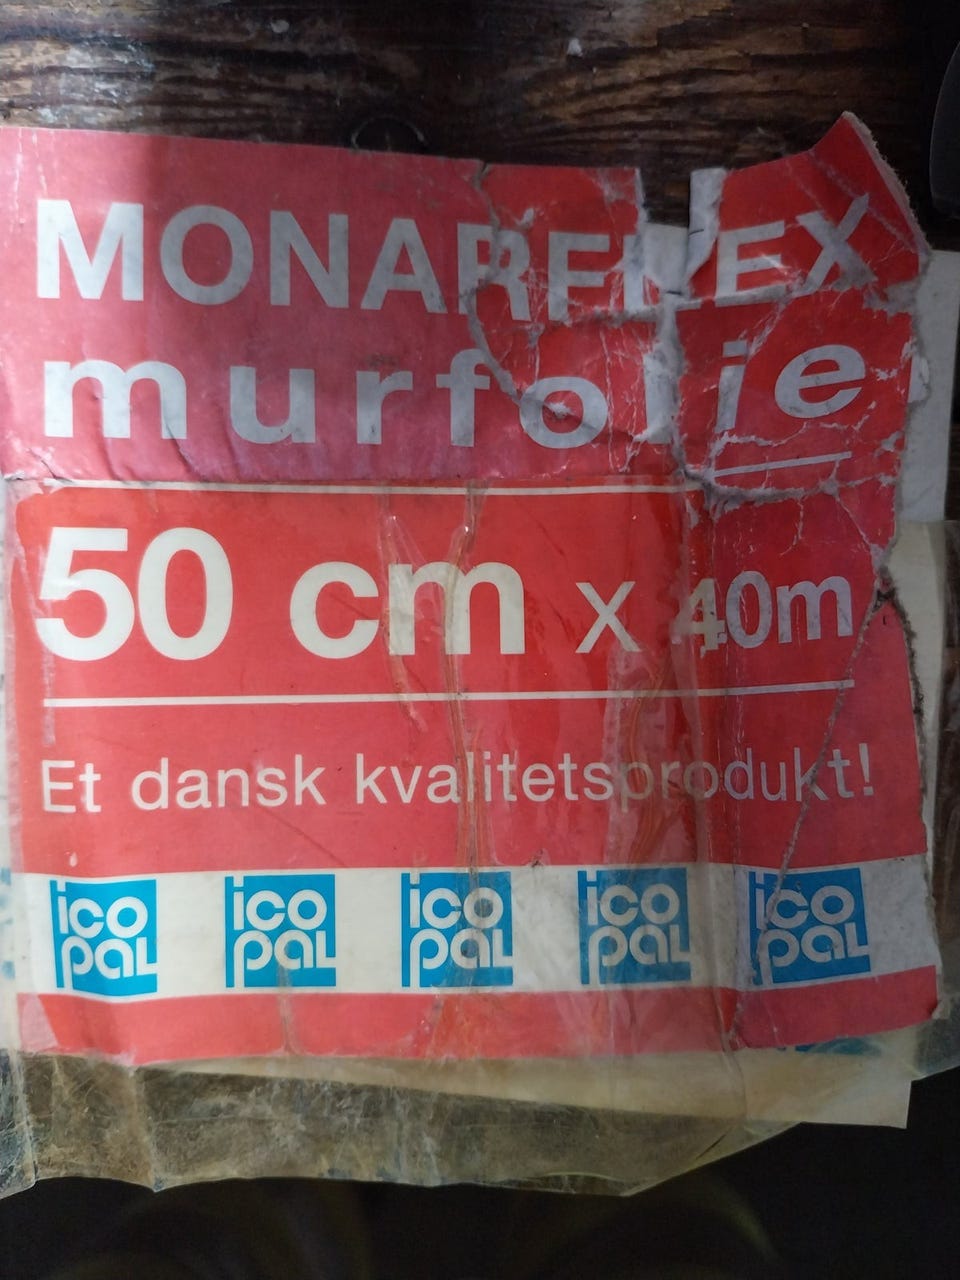 MONARFLEX
murfolie
50 cm x 40m
Et dansk kvalitetsprodukt!
ico pal ico pal ico pal ico pal ico pal